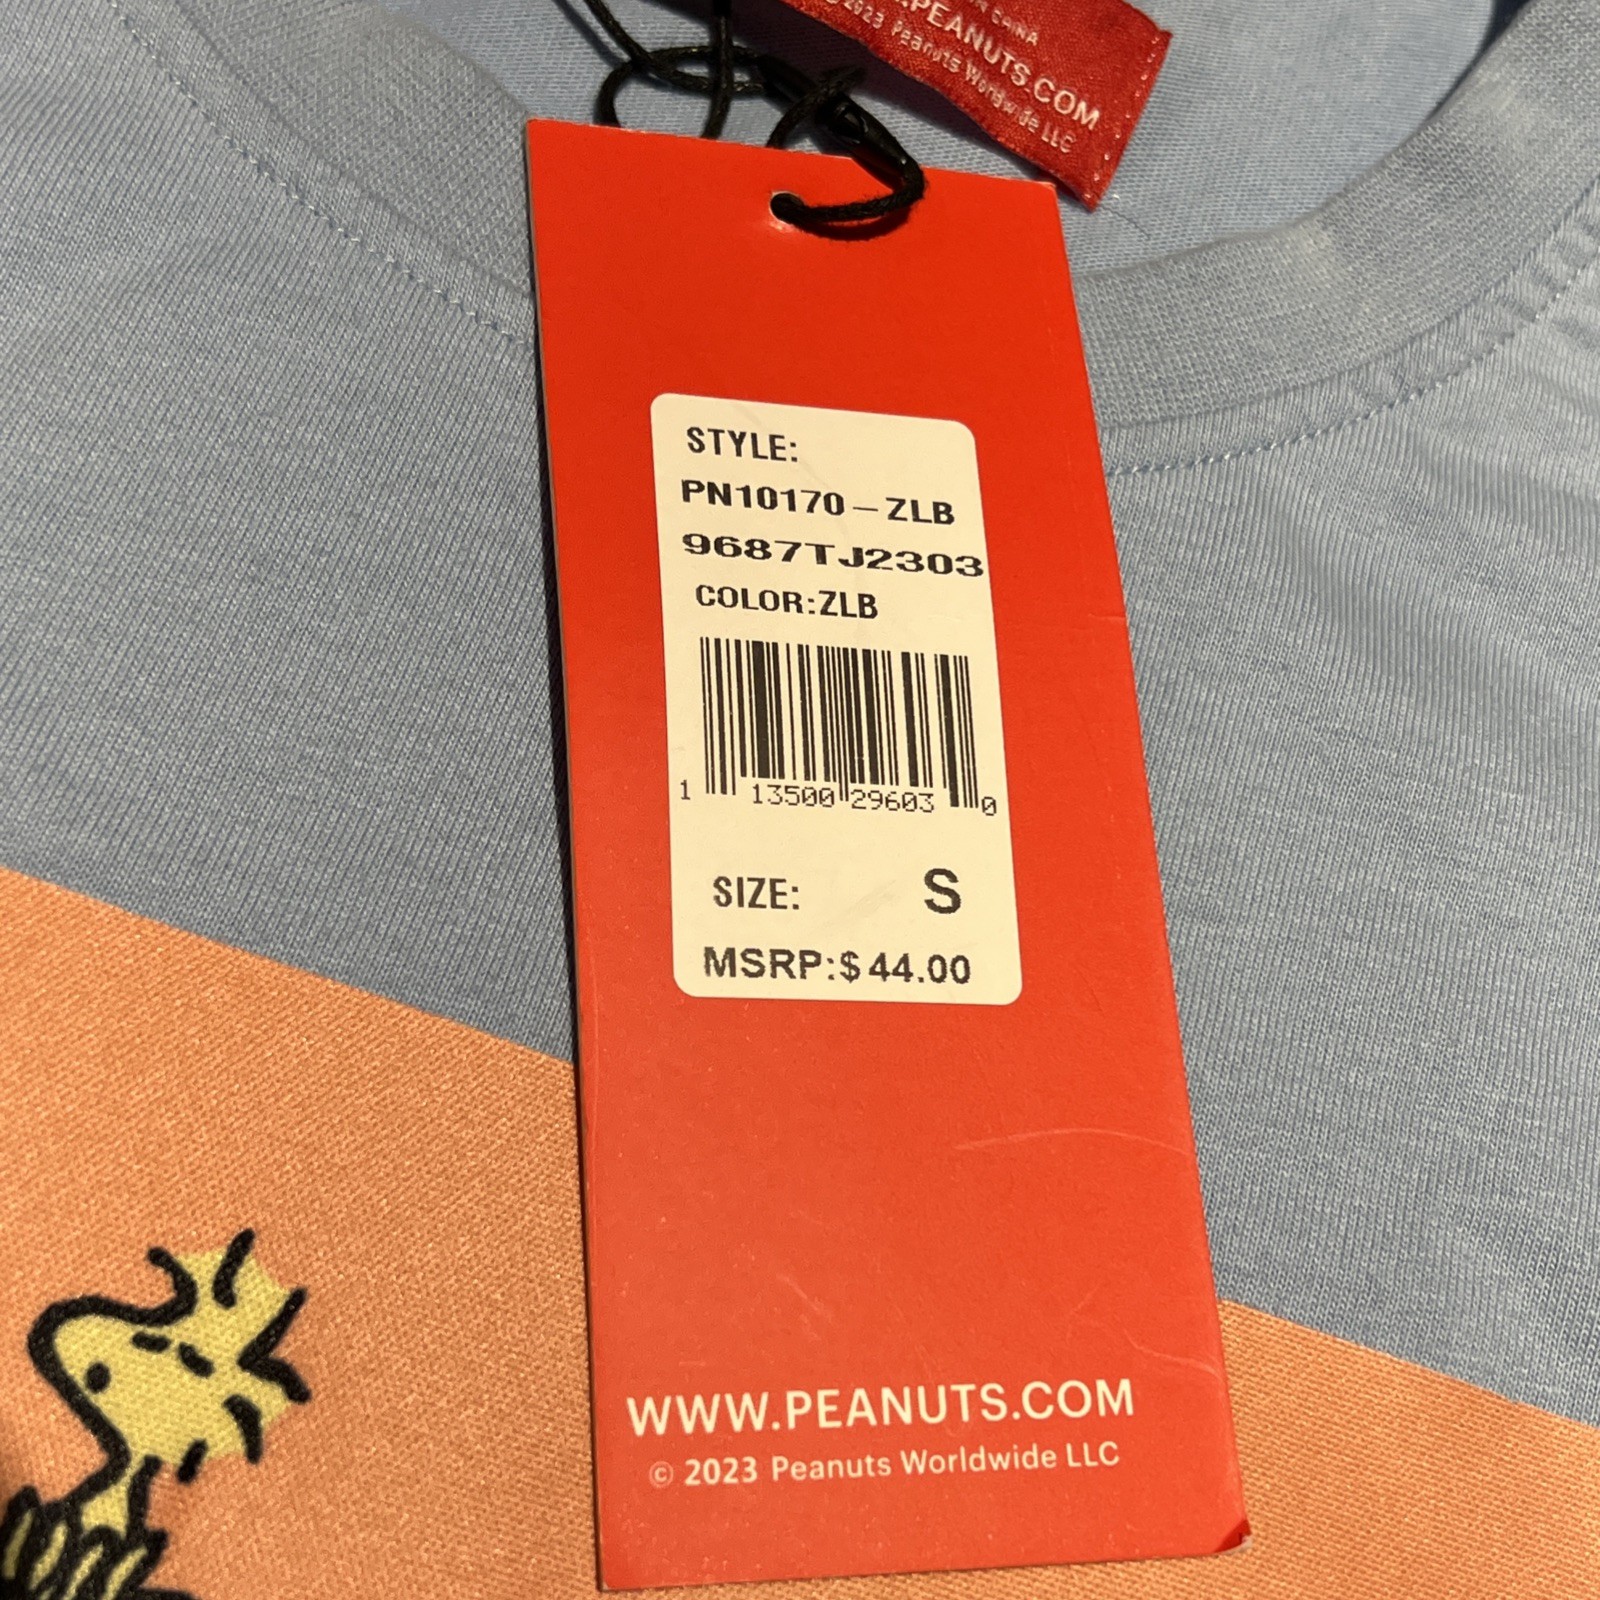 CHINA
.PEANUTS.COM
2023 Peanuts Worldwide LLC
STYLE:
PN10170-ZLB
9687TJ2303
COLOR:ZLB
1 13500 29603 0
SIZE: S
MSRP:$44.00
WWW.PEANUTS.COM
© 2023 Peanuts Worldwide LLC